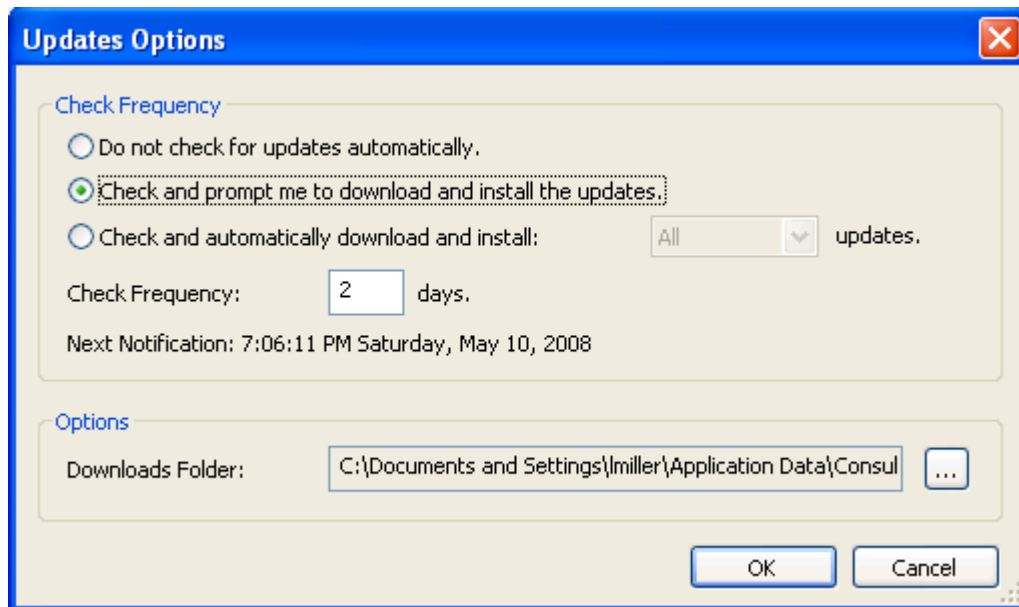 Updates Options
Check Frequency
Do not check for updates automatically.
Check and prompt me to download and install the updates.
Check and automatically download and install: All updates.
Check Frequency: 2 days.
Next Notification: 7:06:11 PM Saturday, May 10, 2008
Options
Downloads Folder: C:\Documents and Settings\lmiller\Application Data\Consul ...
OK Cancel